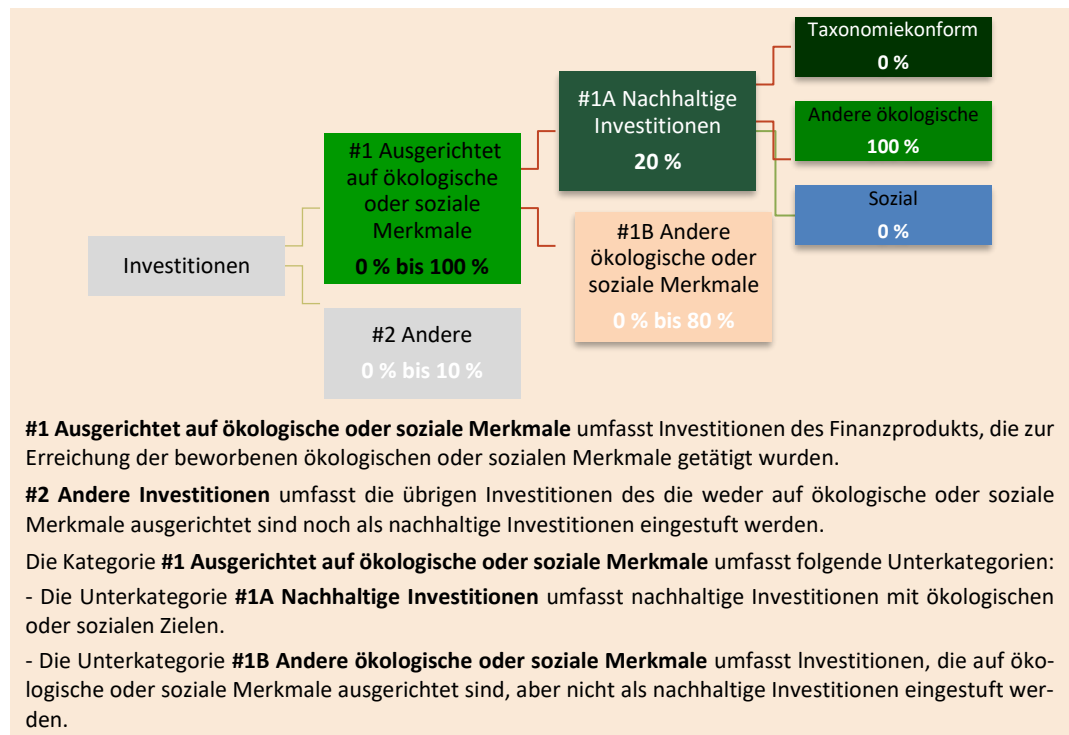 Investitionen
#1 Ausgerichtet
auf ökologische
oder soziale
Merkmale
0 % bis 100 %
#2 Andere
0 % bis 10 %
#1A Nachhaltige
Investitionen
20 %
#1B Andere
ökologische oder
soziale Merkmale
0 % bis 80 %
Taxonomiekonform
0 %
Andere ökologische
100 %
Sozial
0 %
#1 Ausgerichtet auf ökologische oder soziale Merkmale umfasst Investitionen des Finanzprodukts, die zur
Erreichung der beworbenen ökologischen oder sozialen Merkmale getätigt wurden.
#2 Andere Investitionen umfasst die übrigen Investitionen des die weder auf ökologische oder soziale
Merkmale ausgerichtet sind noch als nachhaltige Investitionen eingestuft werden.
Die Kategorie #1 Ausgerichtet auf ökologische oder soziale Merkmale umfasst folgende Unterkategorien:
- Die Unterkategorie #1A Nachhaltige Investitionen umfasst nachhaltige Investitionen mit ökologischen
oder sozialen Zielen.
- Die Unterkategorie #1B Andere ökologische oder soziale Merkmale umfasst Investitionen, die auf öko-
logische oder soziale Merkmale ausgerichtet sind, aber nicht als nachhaltige Investitionen eingestuft wer-
den.